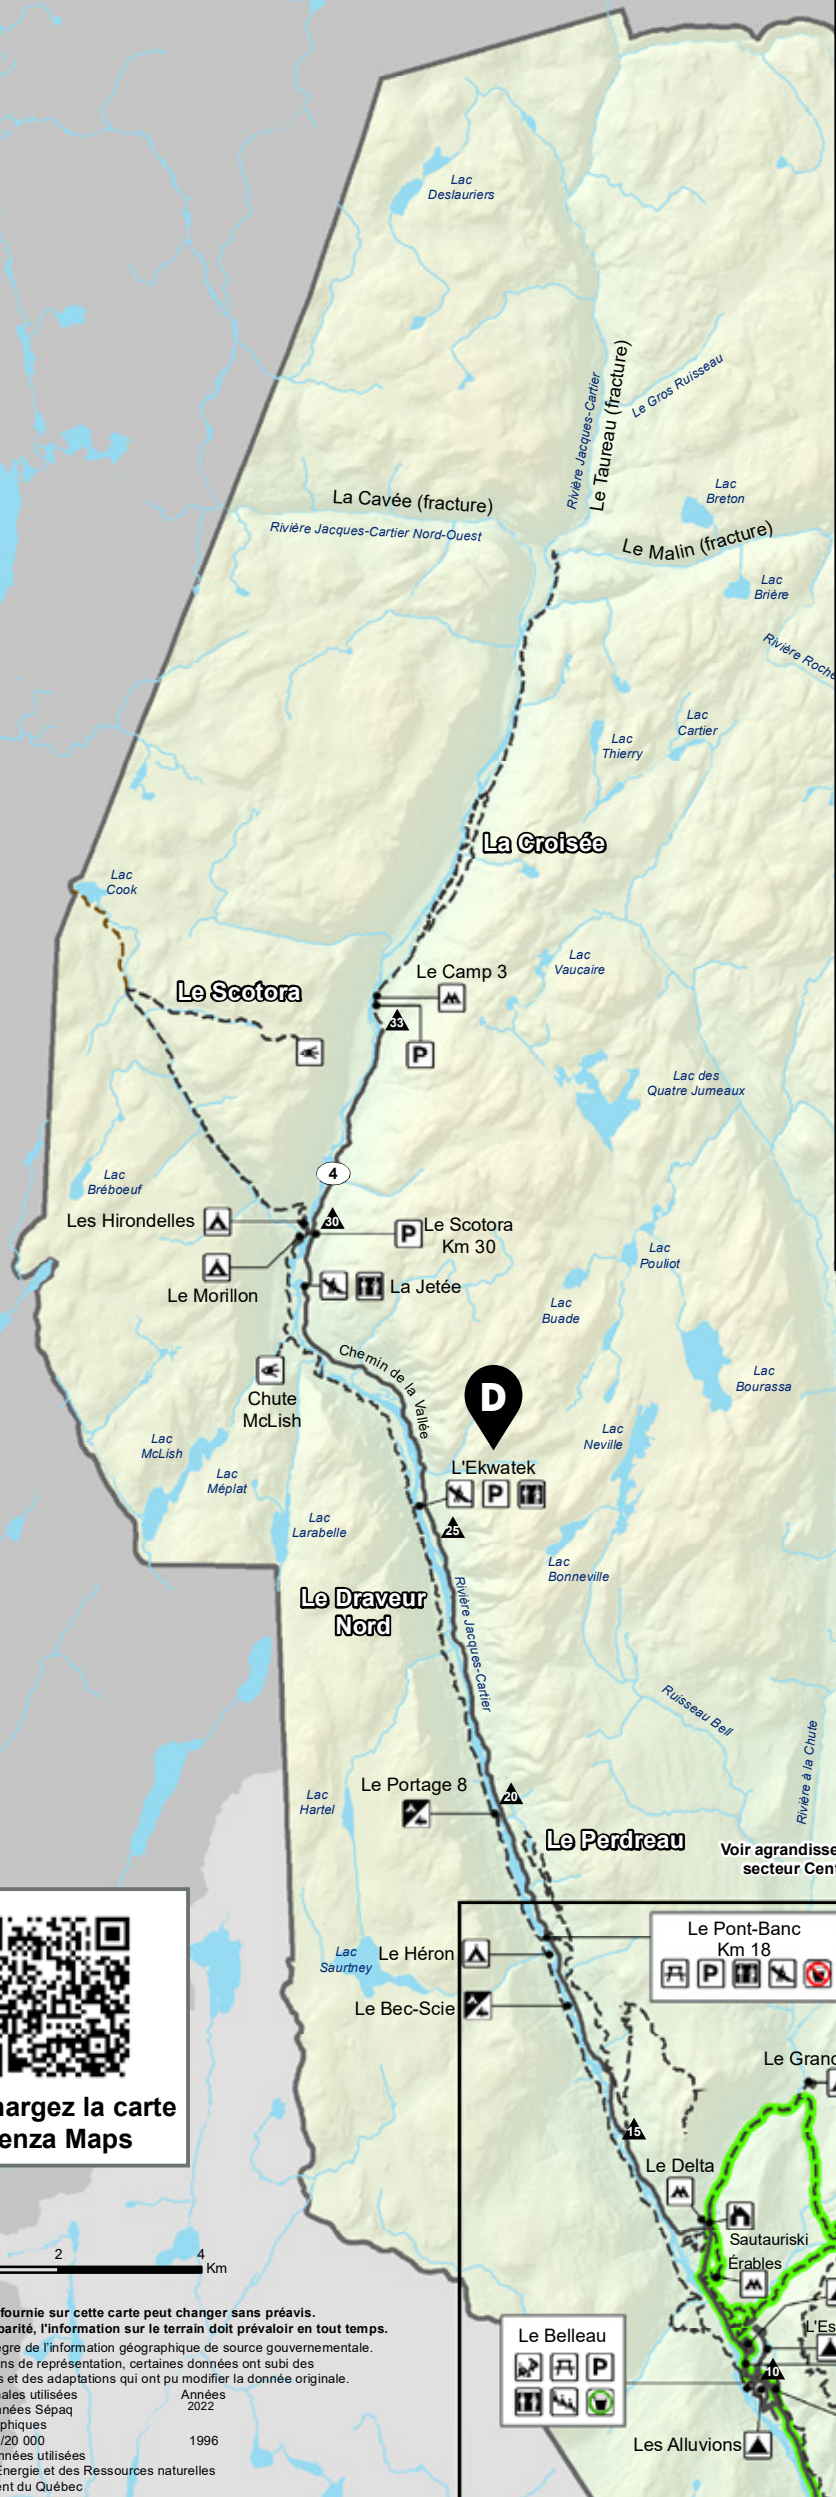 Lac
Deslauriers
Rivière Jacques-Cartier
Le Taureau (fracture)
Le Gros Ruisseau
La Cavée (fracture)
Rivière Jacques-Cartier Nord-Ouest
Lac
Breton
Le Malin (fracture)
Lac
Brière
Rivière Roche
Lac
Cartier
Lac
Thierry
La Croisée
Lac
Cook
Lac
Vaucaire
Le Camp 3
Le Scotora
33
P
Lac des
Quatre Jumeaux
4
Lac
Bréboeuf
Les Hirondelles
30
P
Le Scotora
Km 30
Lac
Pouliot
Le Morillon
La Jetée
Lac
Buade
Chemin de la Vallée
Chute
McLish
Lac
Bourassa
D
Lac
McLish
Lac
Neville
Lac
Méplat
L'Ekwatek
P
Lac
Larabelle
25
Lac
Bonneville
Le Draveur
Nord
Rivière Jacques-Cartier
Ruisseau Bell
Rivière à la Chute
Lac
Hartel
Le Portage 8
20
Le Perdreau
Voir agrandisse
secteur Cen
Le Pont-Banc
Km 18
P
Lac
Saurtney
Le Héron
Le Bec-Scie
Le Grand
hargez la carte
enza Maps
15
Le Delta
Sautauriski
Érables
2
4
Km
fournie sur cette carte peut changer sans préavis.
parité, l'information sur le terrain doit prévaloir en tout temps.
ègre de l'information géographique de source gouvernementale.
ns de représentation, certaines données ont subi des
s et des adaptations qui ont pu modifier la donnée originale.
nales utilisées
Années
nnées Sépaq
2022
phiques
/20 000
1996
nnées utilisées
Énergie et des Ressources naturelles
ent du Québec
Le Belleau
P
L'Es
10
Les Alluvions